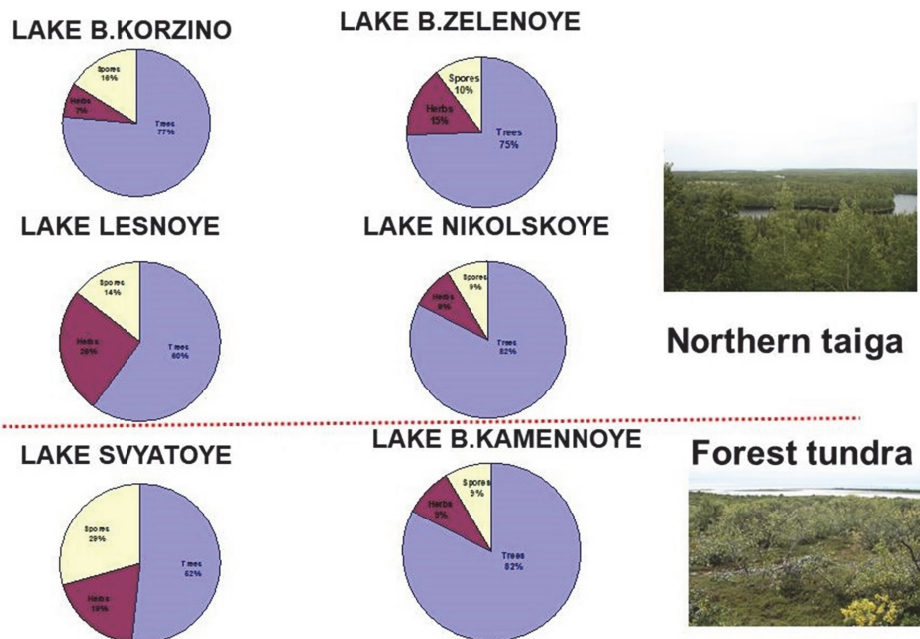 LAKE B.KORZINO
Spores
16%
Herbs
7%
Trees
77%
LAKE B.ZELENOYE
Spores
10%
Herbs
15%
Trees
75%
LAKE LESNOYE
Spores
14%
Herbs
26%
Trees
60%
LAKE NIKOLSKOYE
Spores
9%
Herbs
9%
Trees
82%
Northern taiga
LAKE SVYATOYE
Spores
29%
Herbs
19%
Trees
52%
LAKE B.KAMENNOYE
Spores
9%
Herbs
9%
Trees
82%
Forest tundra